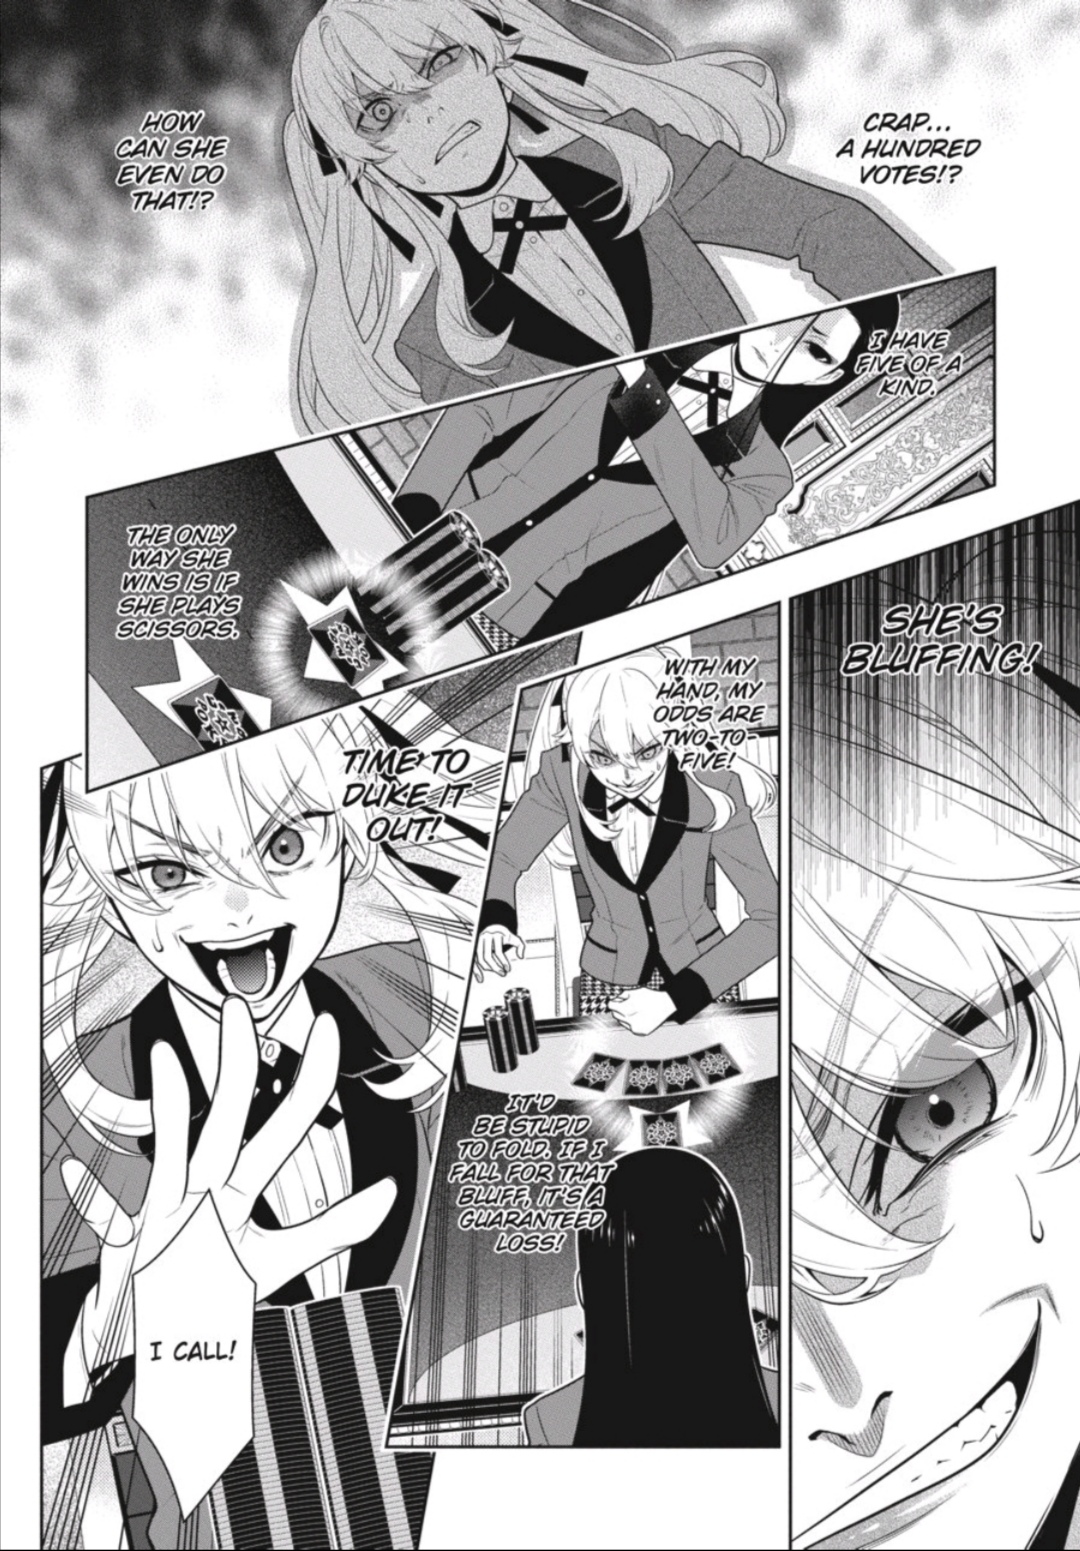 CRAP...
A HUNDRED
VOTES!?
HOW
CAN SHE
EVEN DO
THAT!?
I HAVE
FIVE OF A
KIND.
THE ONLY
WAY SHE
WINS IS IF
SHE PLAYS
SCISSORS.
SHE'S
BLUFFING!
WITH MY
HAND, MY
ODDS ARE
TWO-TO-
FIVE!
IT'D
BE STUPID
TO FOLD. IF I
FALL FOR THAT
BLUFF, IT'S A
GUARANTEED
LOSS!
TIME TO
DUKE IT
OUT!
I CALL!